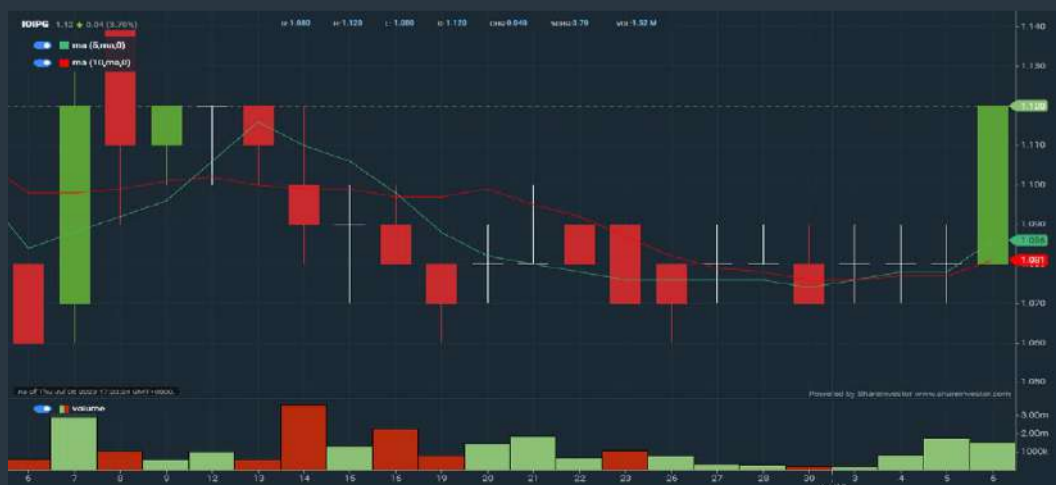 IOIPG 1.12 0.04 (3.70%) H:1.120 L: 1.080 VOL:1.52 M
ma (5,ma,0)
ma (10,ma,0)
1.140
1.130
1.120
1.110
1.100
1.090
1.086
1.081
1.070
1.060
1.050
Powered by ShareInvestor www.shareinvestor.com
volume
3.00m
2.00m
1000k
6 7 8 9 12 13 14 15 16 19 20 21 22 23 26 27 28 30 3 4 5 6